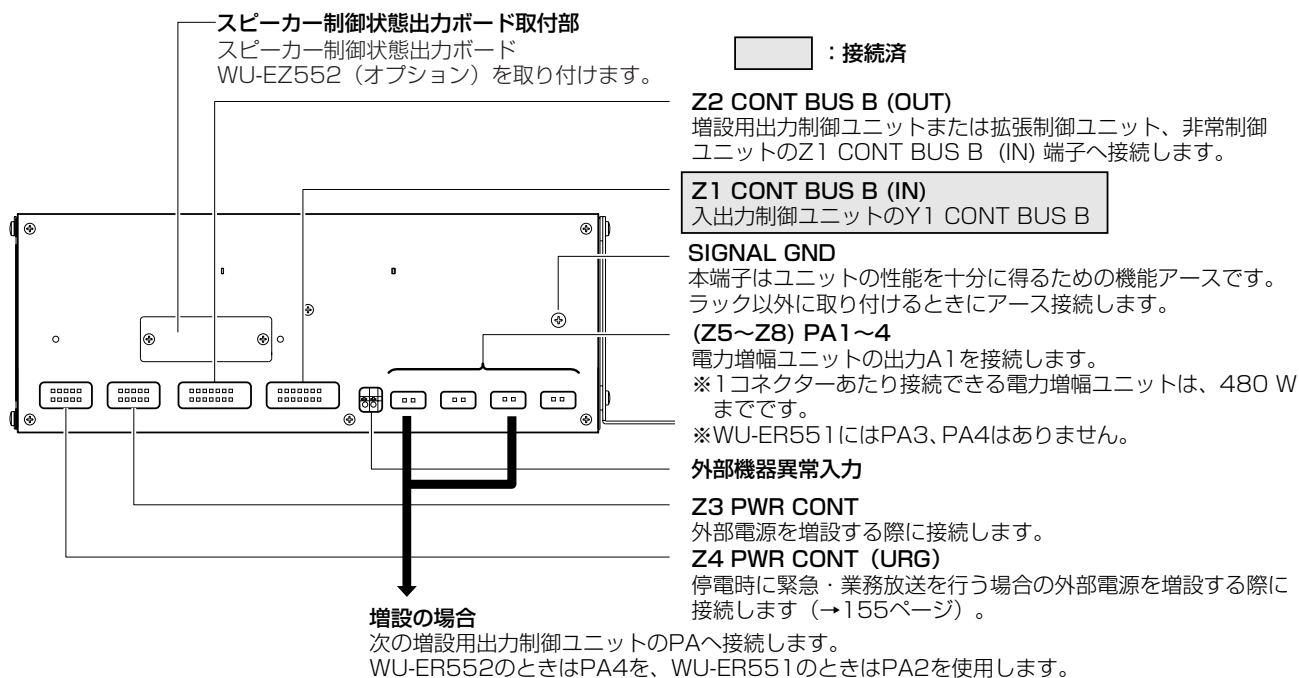 スピーカー制御状態出力ボード取付部
スピーカー制御状態出力ボード
WU-EZ552（オプション）を取り付けます。
：接続済
Z2 CONT BUS B (OUT)
増設用出力制御ユニットまたは拡張制御ユニット、非常制御
ユニットのZ1 CONT BUS B (IN) 端子へ接続します。
Z1 CONT BUS B (IN)
入出力制御ユニットのY1 CONT BUS B
SIGNAL GND
本端子はユニットの性能を十分に得るための機能アースです。
ラック以外に取り付けるときにアース接続します。
(Z5～Z8) PA1～4
電力増幅ユニットの出力A1を接続します。
※1コネクターあたり接続できる電力増幅ユニットは、480 W
までです。
※WU-ER551にはPA3、PA4はありません。
外部機器異常入力
Z3 PWR CONT
外部電源を増設する際に接続します。
Z4 PWR CONT（URG）
停電時に緊急・業務放送を行う場合の外部電源を増設する際に
接続します（→155ページ）。
増設の場合
次の増設用出力制御ユニットのPAへ接続します。
WU-ER552のときはPA4を、WU-ER551のときはPA2を使用します。